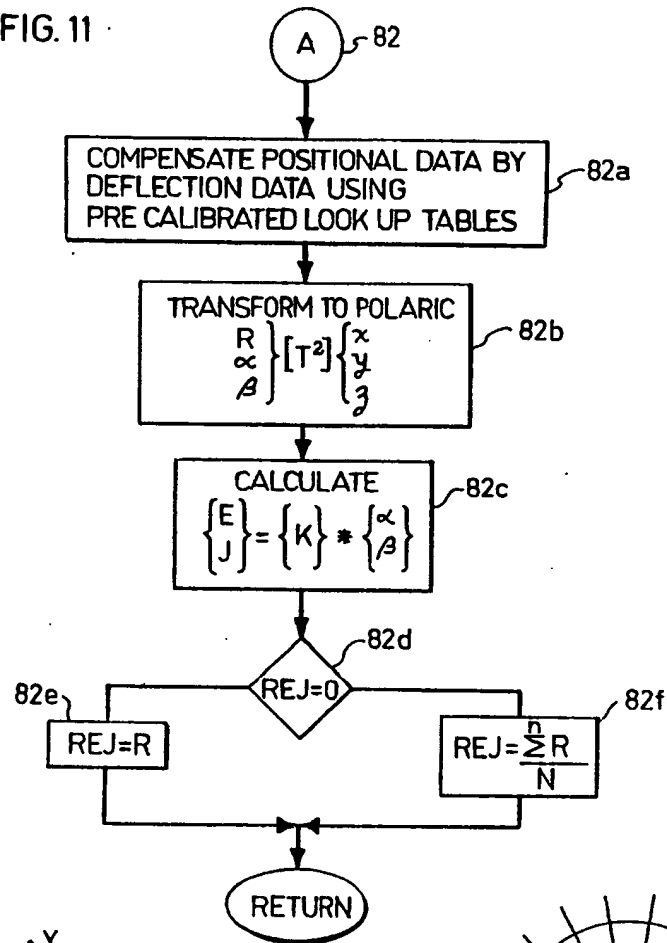 FIG. 11
A
82
COMPENSATE POSITIONAL DATA BY
DEFLECTION DATA USING
PRE CALIBRATED LOOK UP TABLES
82a
TRANSFORM TO POLARIC
R
α
β
} [T²] {
x
y
z
82b
CALCULATE
{E J} = {K} * {α β}
82c
REJ=0
82d
82e
REJ=R
REJ= n Σ R / N
82f
RETURN
Y